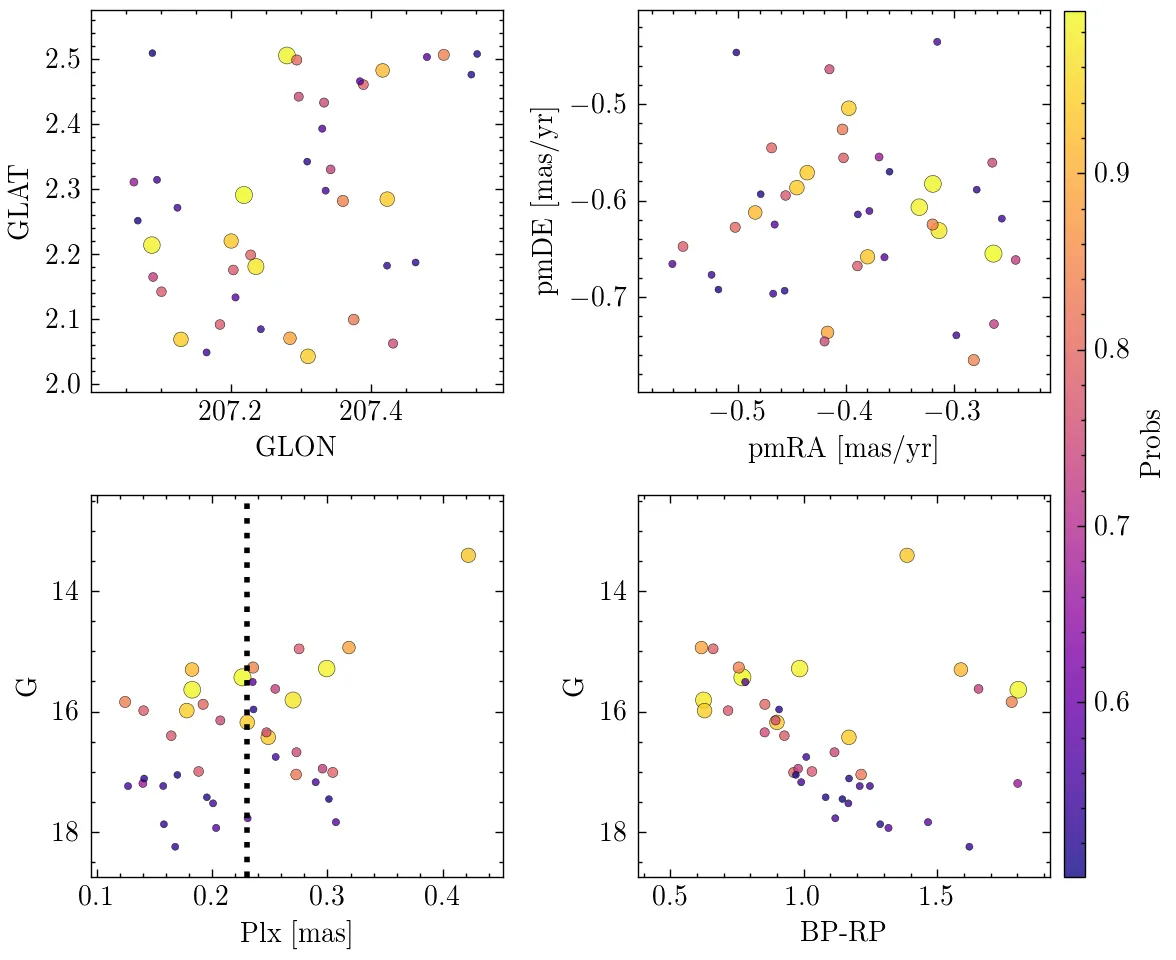 2.5
2.4
2.3
2.2
2.1
2.0
GLAT
207.2 207.4
GLON
−0.5
−0.6
−0.7
pmDE [mas/yr]
−0.5 −0.4 −0.3
pmRA [mas/yr]
0.9
0.8
0.7
0.6
Probs
14
16
18
G
0.1 0.2 0.3 0.4
Plx [mas]
14
16
18
G
0.5 1.0 1.5
BP-RP